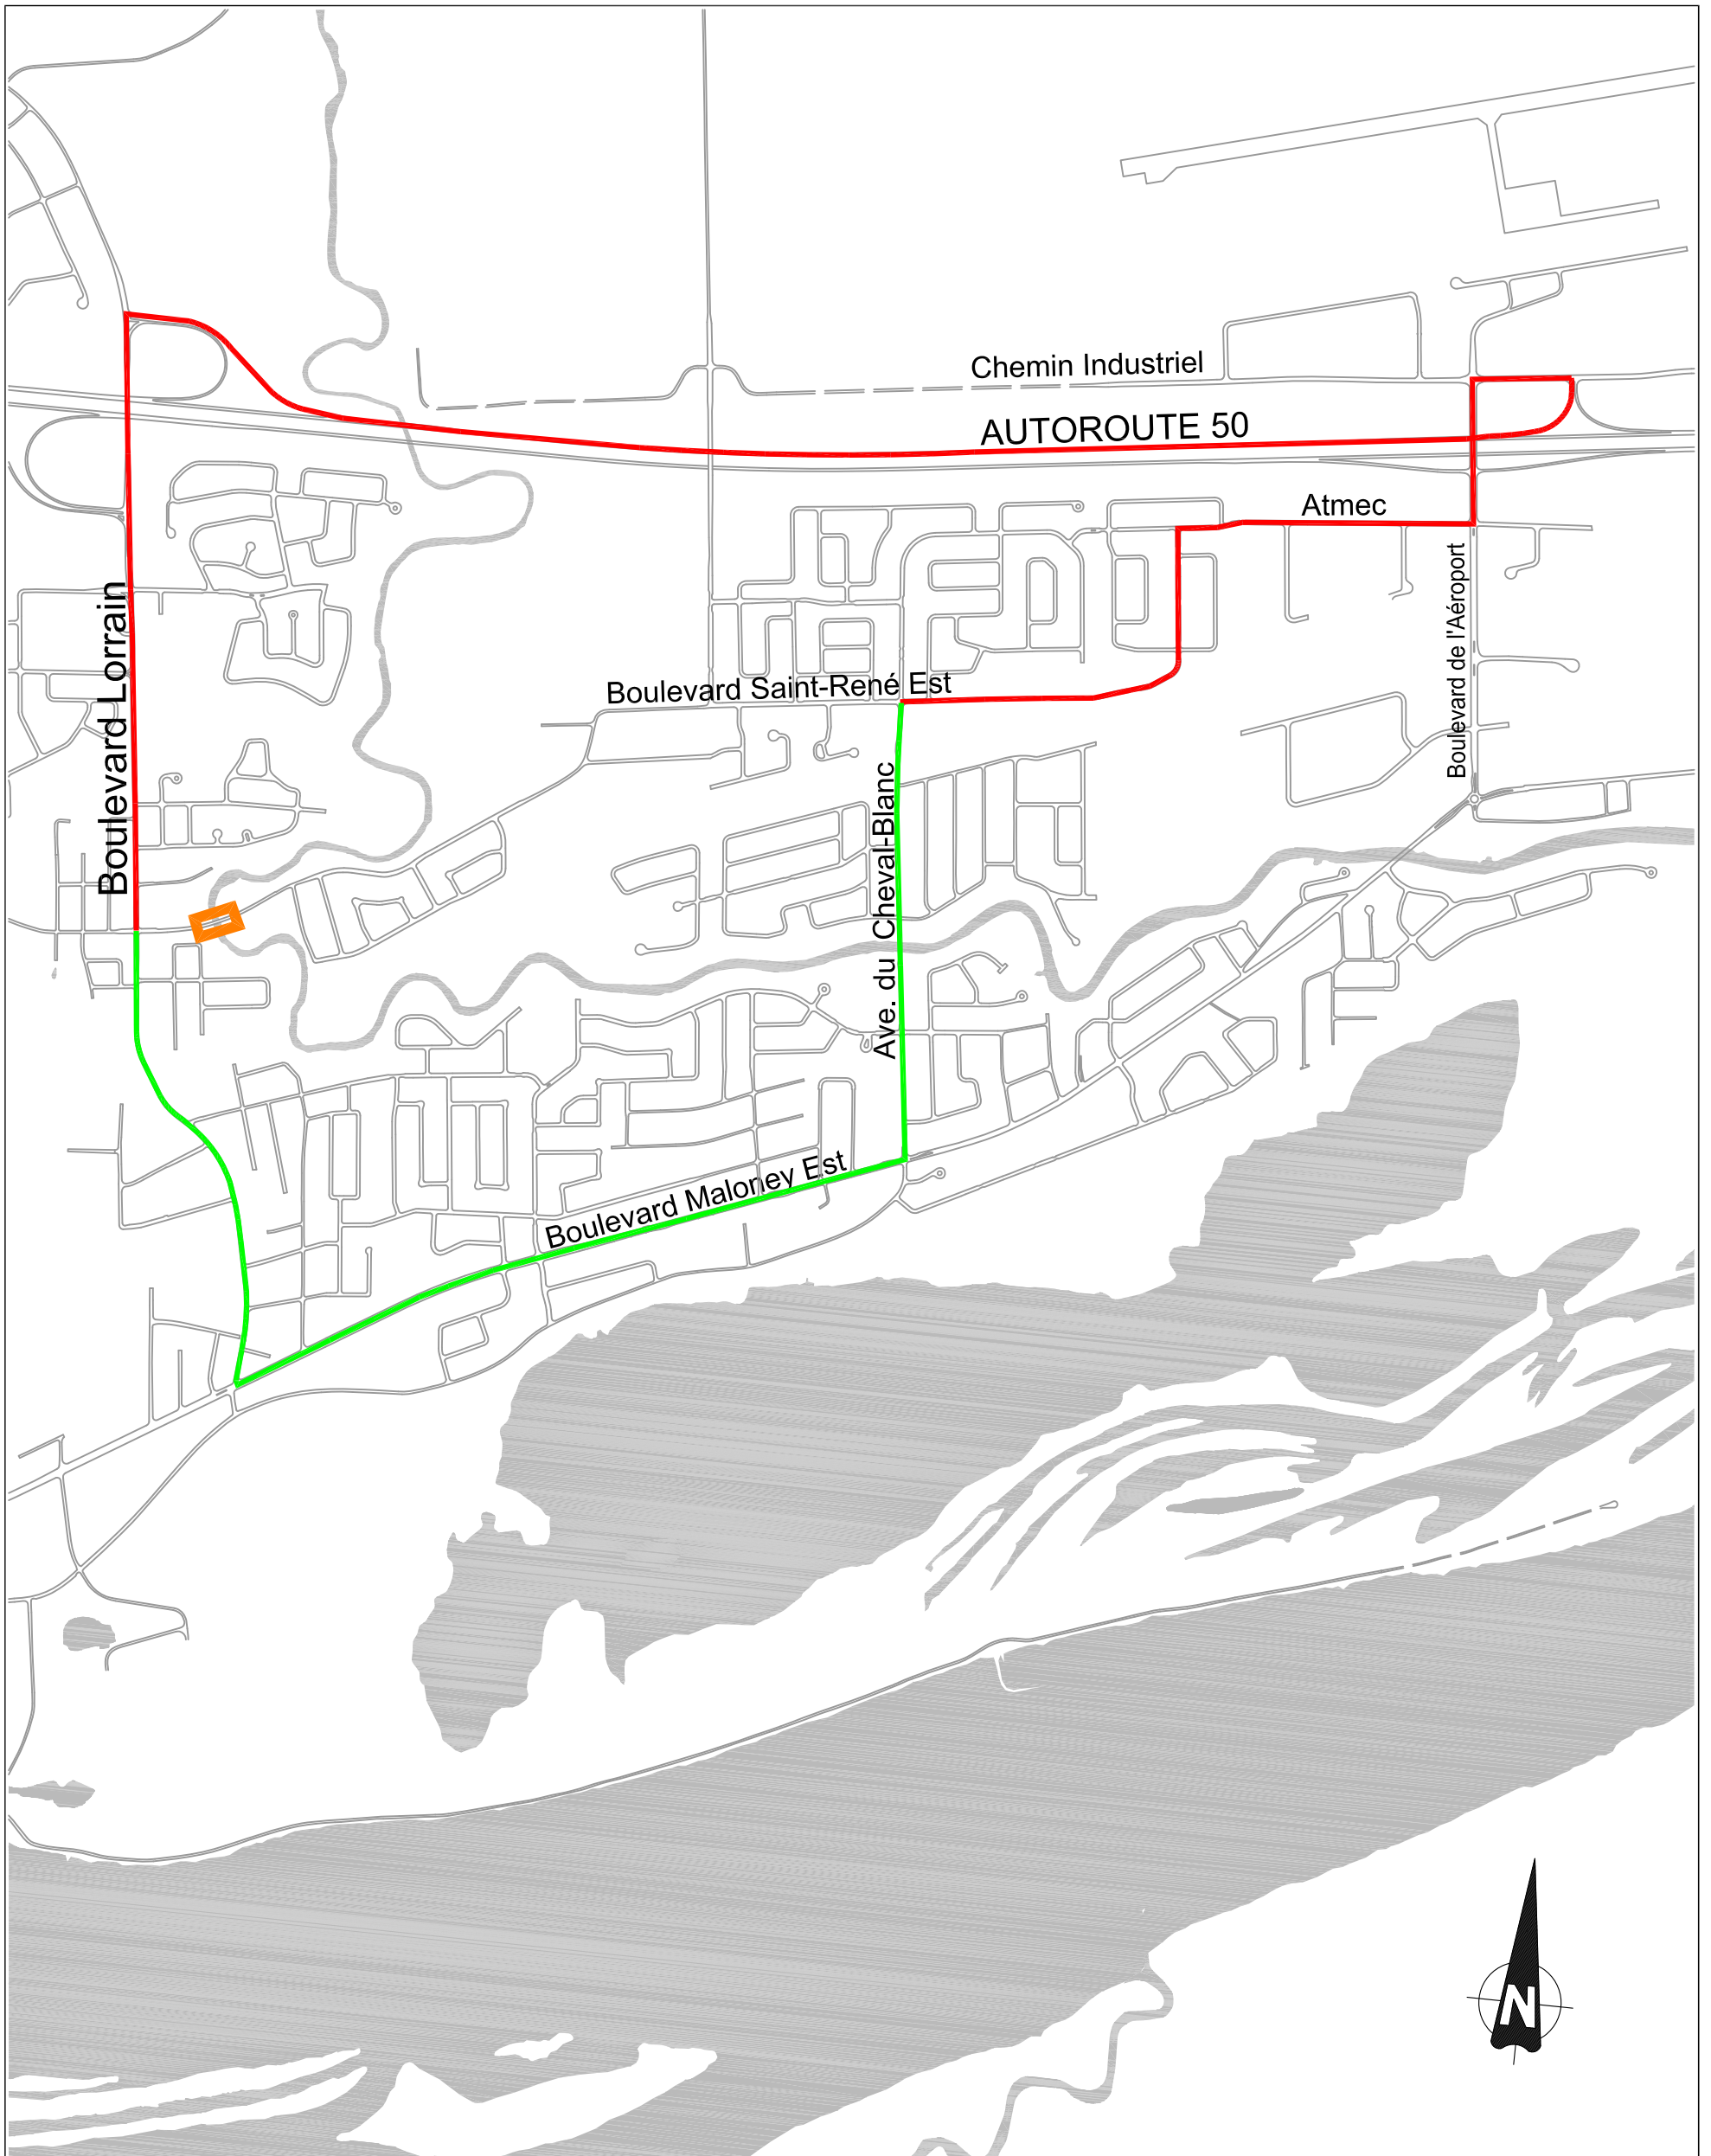 Chemin Industriel
AUTOROUTE 50
Atmec
Boulevard de l'Aéroport
Boulevard Lorrain
Boulevard Saint-René Est
Ave. du Cheval-Blanc
Boulevard Maloney Est
N